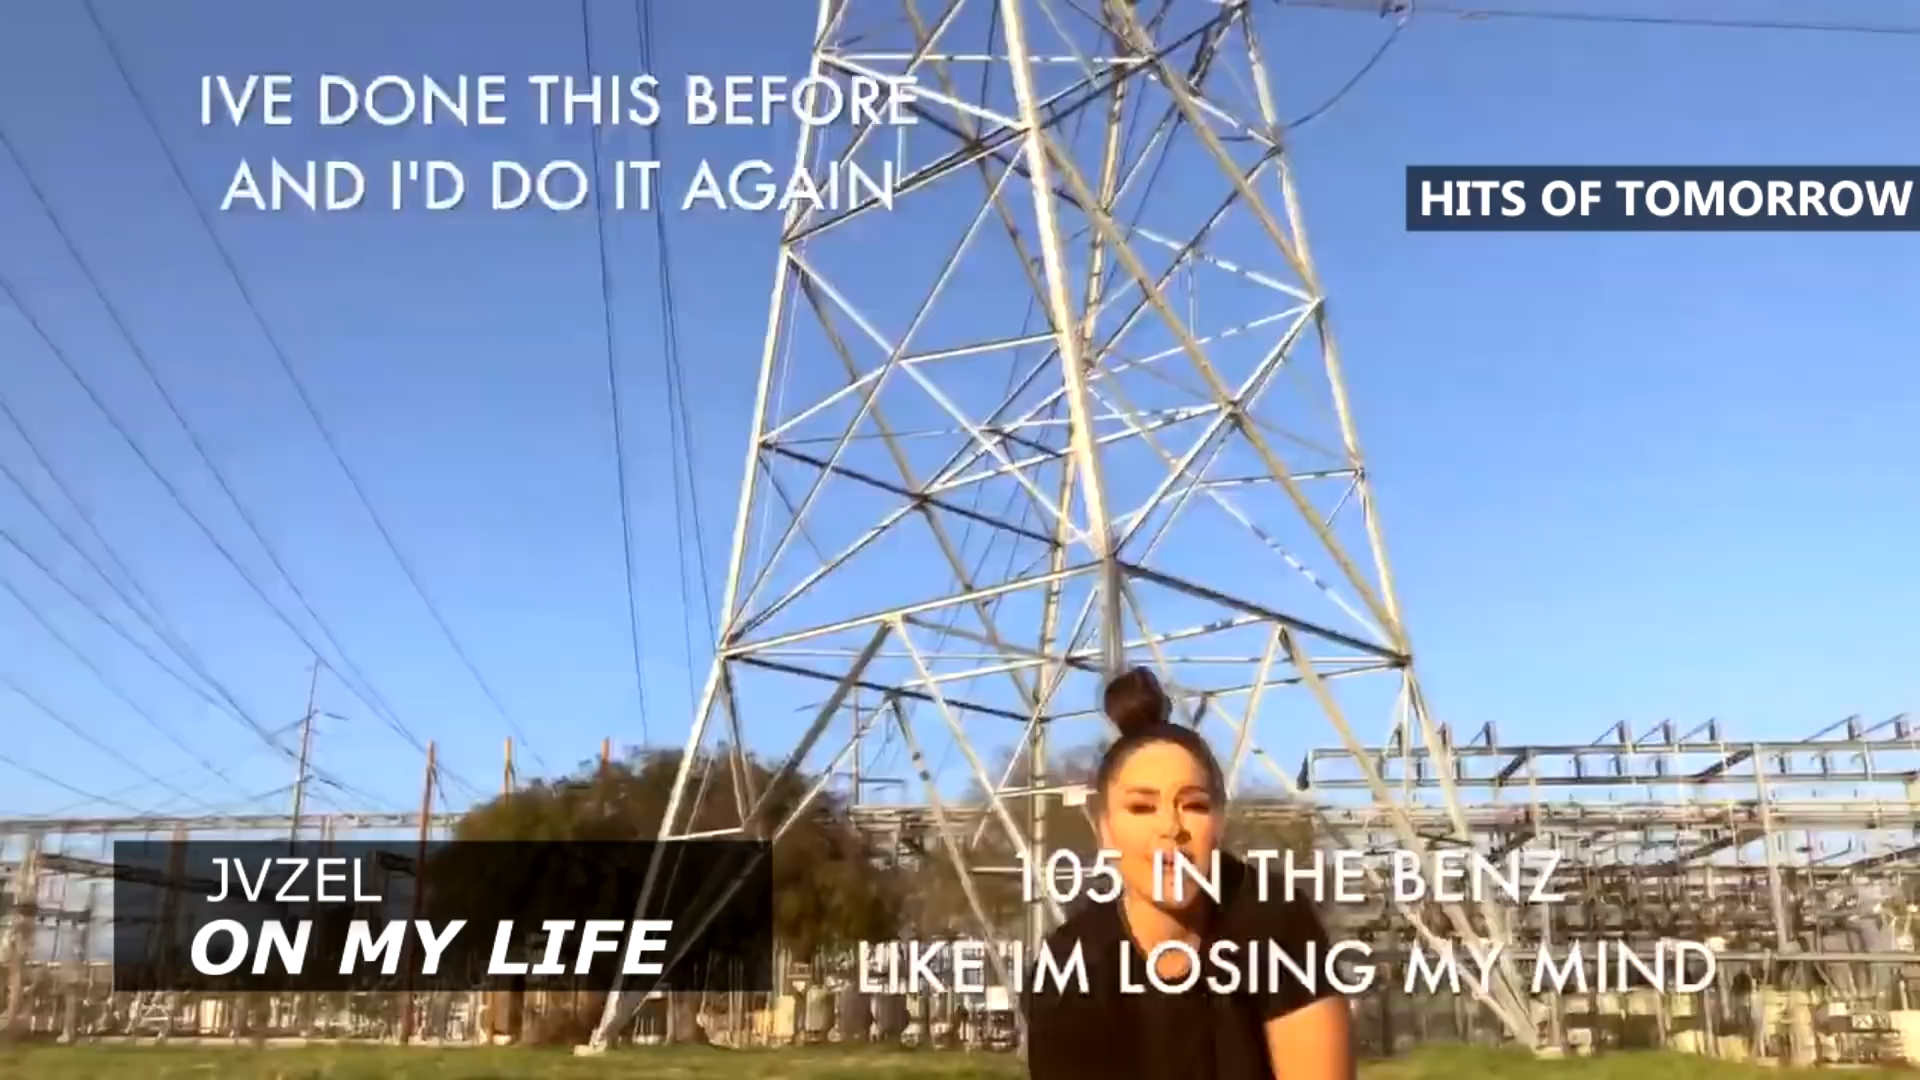 IVE DONE THIS BEFORE
AND I'D DO IT AGAIN
HITS OF TOMORROW
JVZEL
ON MY LIFE
105 IN THE BENZ
LIKE IM LOSING MY MIND